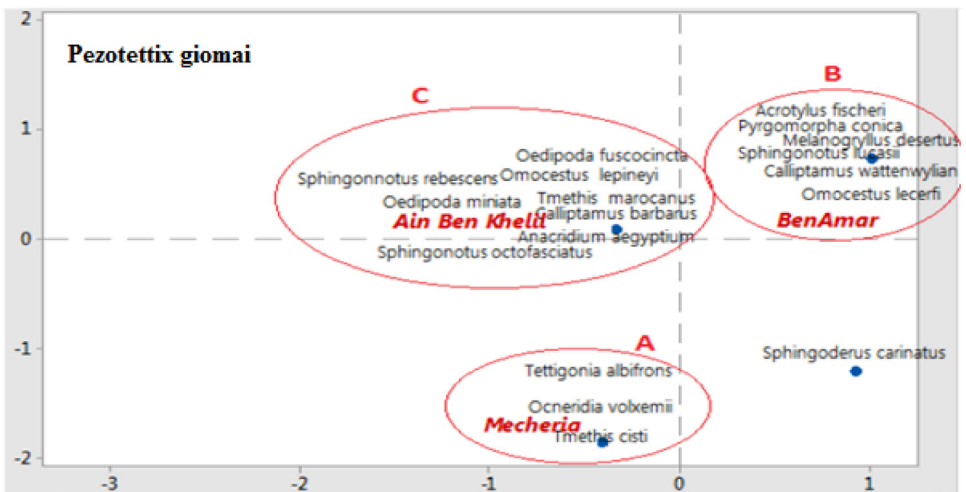 2
Pezotettix giomai
B
C
Acrotylus fischeri
1
Pyrgomorpha conica
Melanogryllus desertus
Oedipoda fuscocincta
Sphingonotus lucasii
Sphingonnotus rebescens
Omocestus lepineyi
Calliptamus wattenwylian
Oedipoda miniata
Tmethis marocanus
Omocestus lecerfi
Ain Ben Khelil
Calliptamus barbarus
BenAmar
0
Anacridium aegyptium
Sphingonotus octofasciatus
-1
A
Sphingoderus carinatus
Tettigonia albifrons
Ocneridia volxemii
Mecheria
Tmethis cisti
-2
-3 -2 -1 0 1